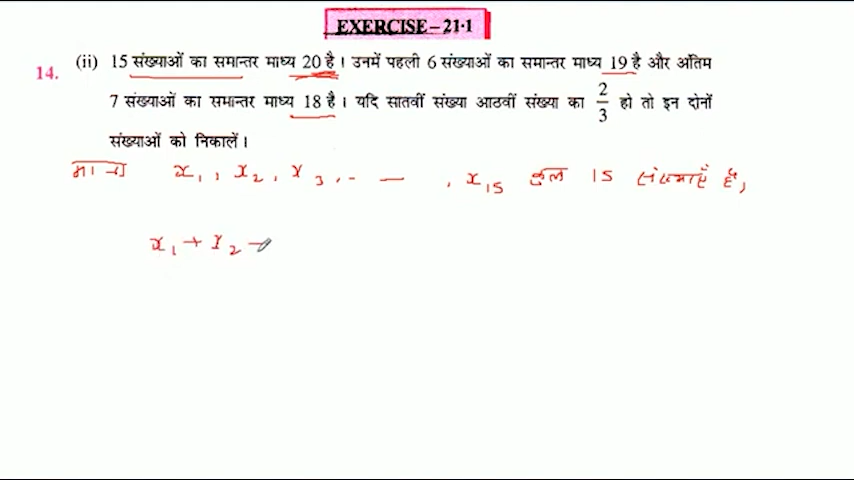 EXERCISE–21·1
14. (ii) 15 संख्याओं का समान्तर माध्य 20 है। उनमें पहली 6 संख्याओं का समान्तर माध्य 19 है और अंतिम
7 संख्याओं का समान्तर माध्य 18 है। यदि सातवीं संख्या आठवीं संख्या का 2/3 हो तो इन दोनों
संख्याओं को निकालें।
माना x₁, x₂, x₃, . – – , x₁₅ कुल 15 संख्याएँ हैं,
x₁ + x₂ –